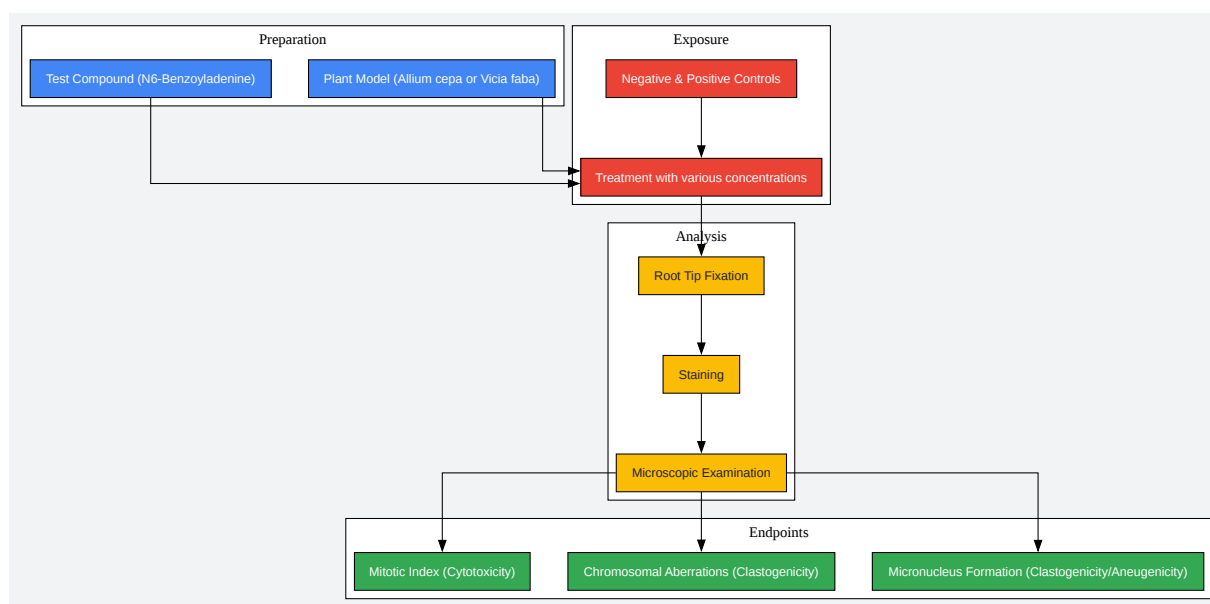 Preparation
Test Compound (N6-Benzoyladenine)
Plant Model (Allium cepa or Vicia faba)
Exposure
Negative & Positive Controls
Treatment with various concentrations
Analysis
Root Tip Fixation
Staining
Microscopic Examination
Endpoints
Mitotic Index (Cytotoxicity)
Chromosomal Aberrations (Clastogenicity)
Micronucleus Formation (Clastogenicity/Aneugenicity)